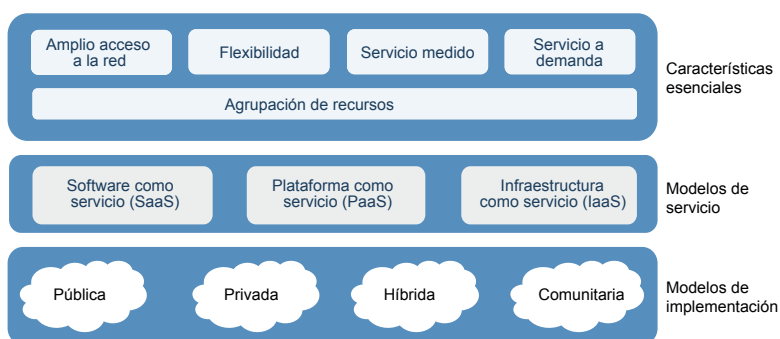 Amplio acceso
a la red
Flexibilidad
Servicio medido
Servicio a
demanda
Agrupación de recursos
Características
esenciales
Software como
servicio (SaaS)
Plataforma como
servicio (PaaS)
Infraestructura
como servicio (IaaS)
Modelos de
servicio
Pública
Privada
Híbrida
Comunitaria
Modelos de
implementación